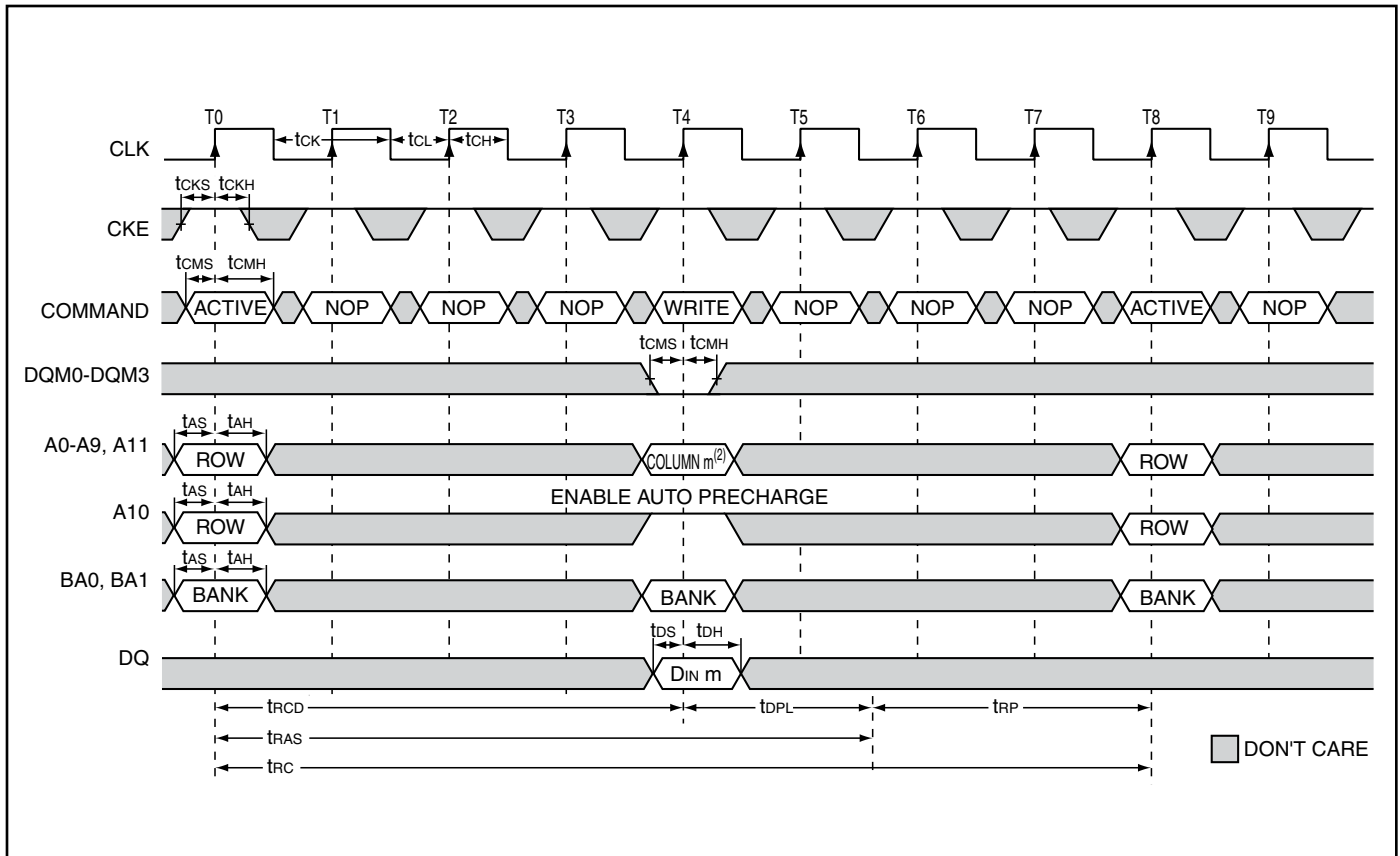 T0 T1 T2 T3 T4 T5 T6 T7 T8 T9
CLK tCK tCL tCH
tCKS tCKH
CKE
tCMS tCMH
COMMAND ACTIVE NOP NOP NOP WRITE NOP NOP NOP ACTIVE NOP
tCMS tCMH
DQM0-DQM3
tAS tAH
A0-A9, A11 ROW COLUMN m(2) ROW
tAS tAH ENABLE AUTO PRECHARGE
A10 ROW ROW
tAS tAH
BA0, BA1 BANK BANK BANK
tDS tDH
DQ DIN m
tRCD tDPL tRP
tRAS
tRC
DON'T CARE